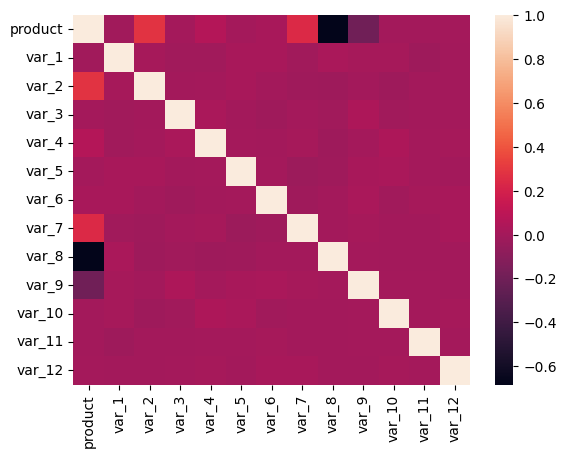 product
var_1
var_2
var_3
var_4
var_5
var_6
var_7
var_8
var_9
var_10
var_11
var_12
product
var_1
var_2
var_3
var_4
var_5
var_6
var_7
var_8
var_9
var_10
var_11
var_12
1.0
0.8
0.6
0.4
0.2
0.0
−0.2
−0.4
−0.6